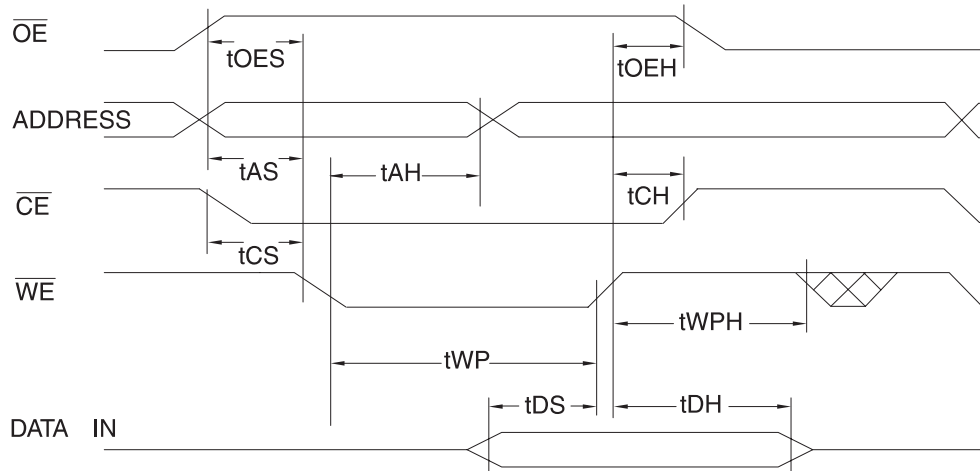 OE
tOES
tOEH
ADDRESS
tAS
tAH
tCH
CE
tCS
WE
tWPH
tWP
tDS
tDH
DATA IN